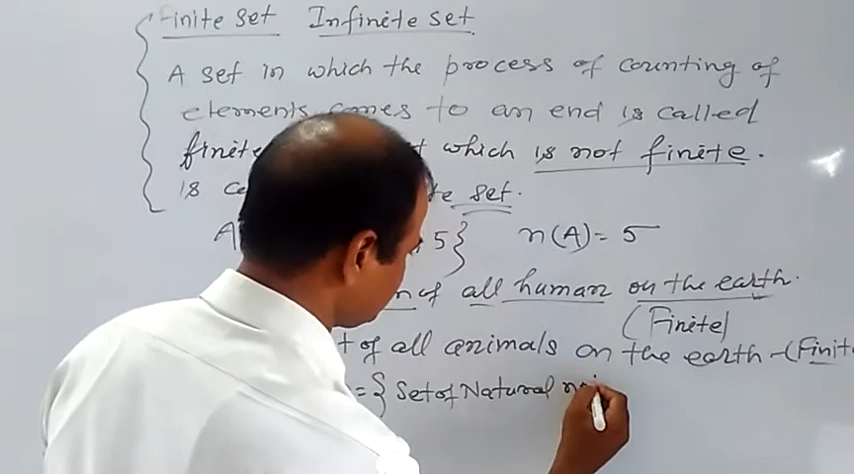 Finite set Infinite set
A set in which the process of counting of
elements comes to an end is called
finite which is not finite.
is set.
A 5} n(A)= 5
of all human on the earth.
(Finite)
of all animals on the earth -(Finite
={ Set of Natural